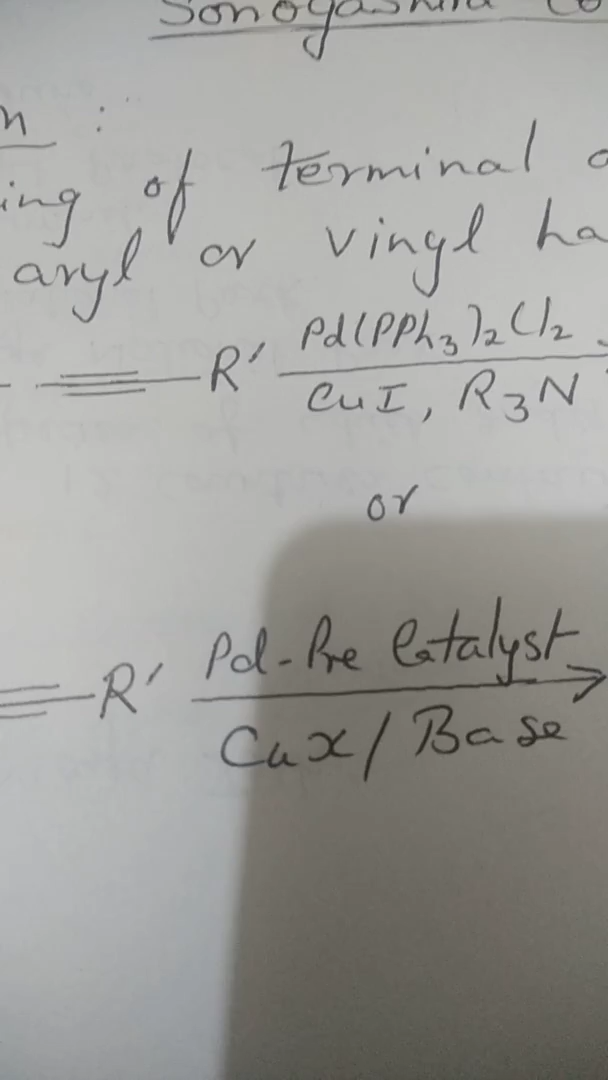 Sonogashira Co
n :
ing of terminal a
aryl or vinyl ha
≡—R' Pd(PPh3)2Cl2
CuI, R3N
or
≡—R' Pd-Pre Catalyst
CuX/Base